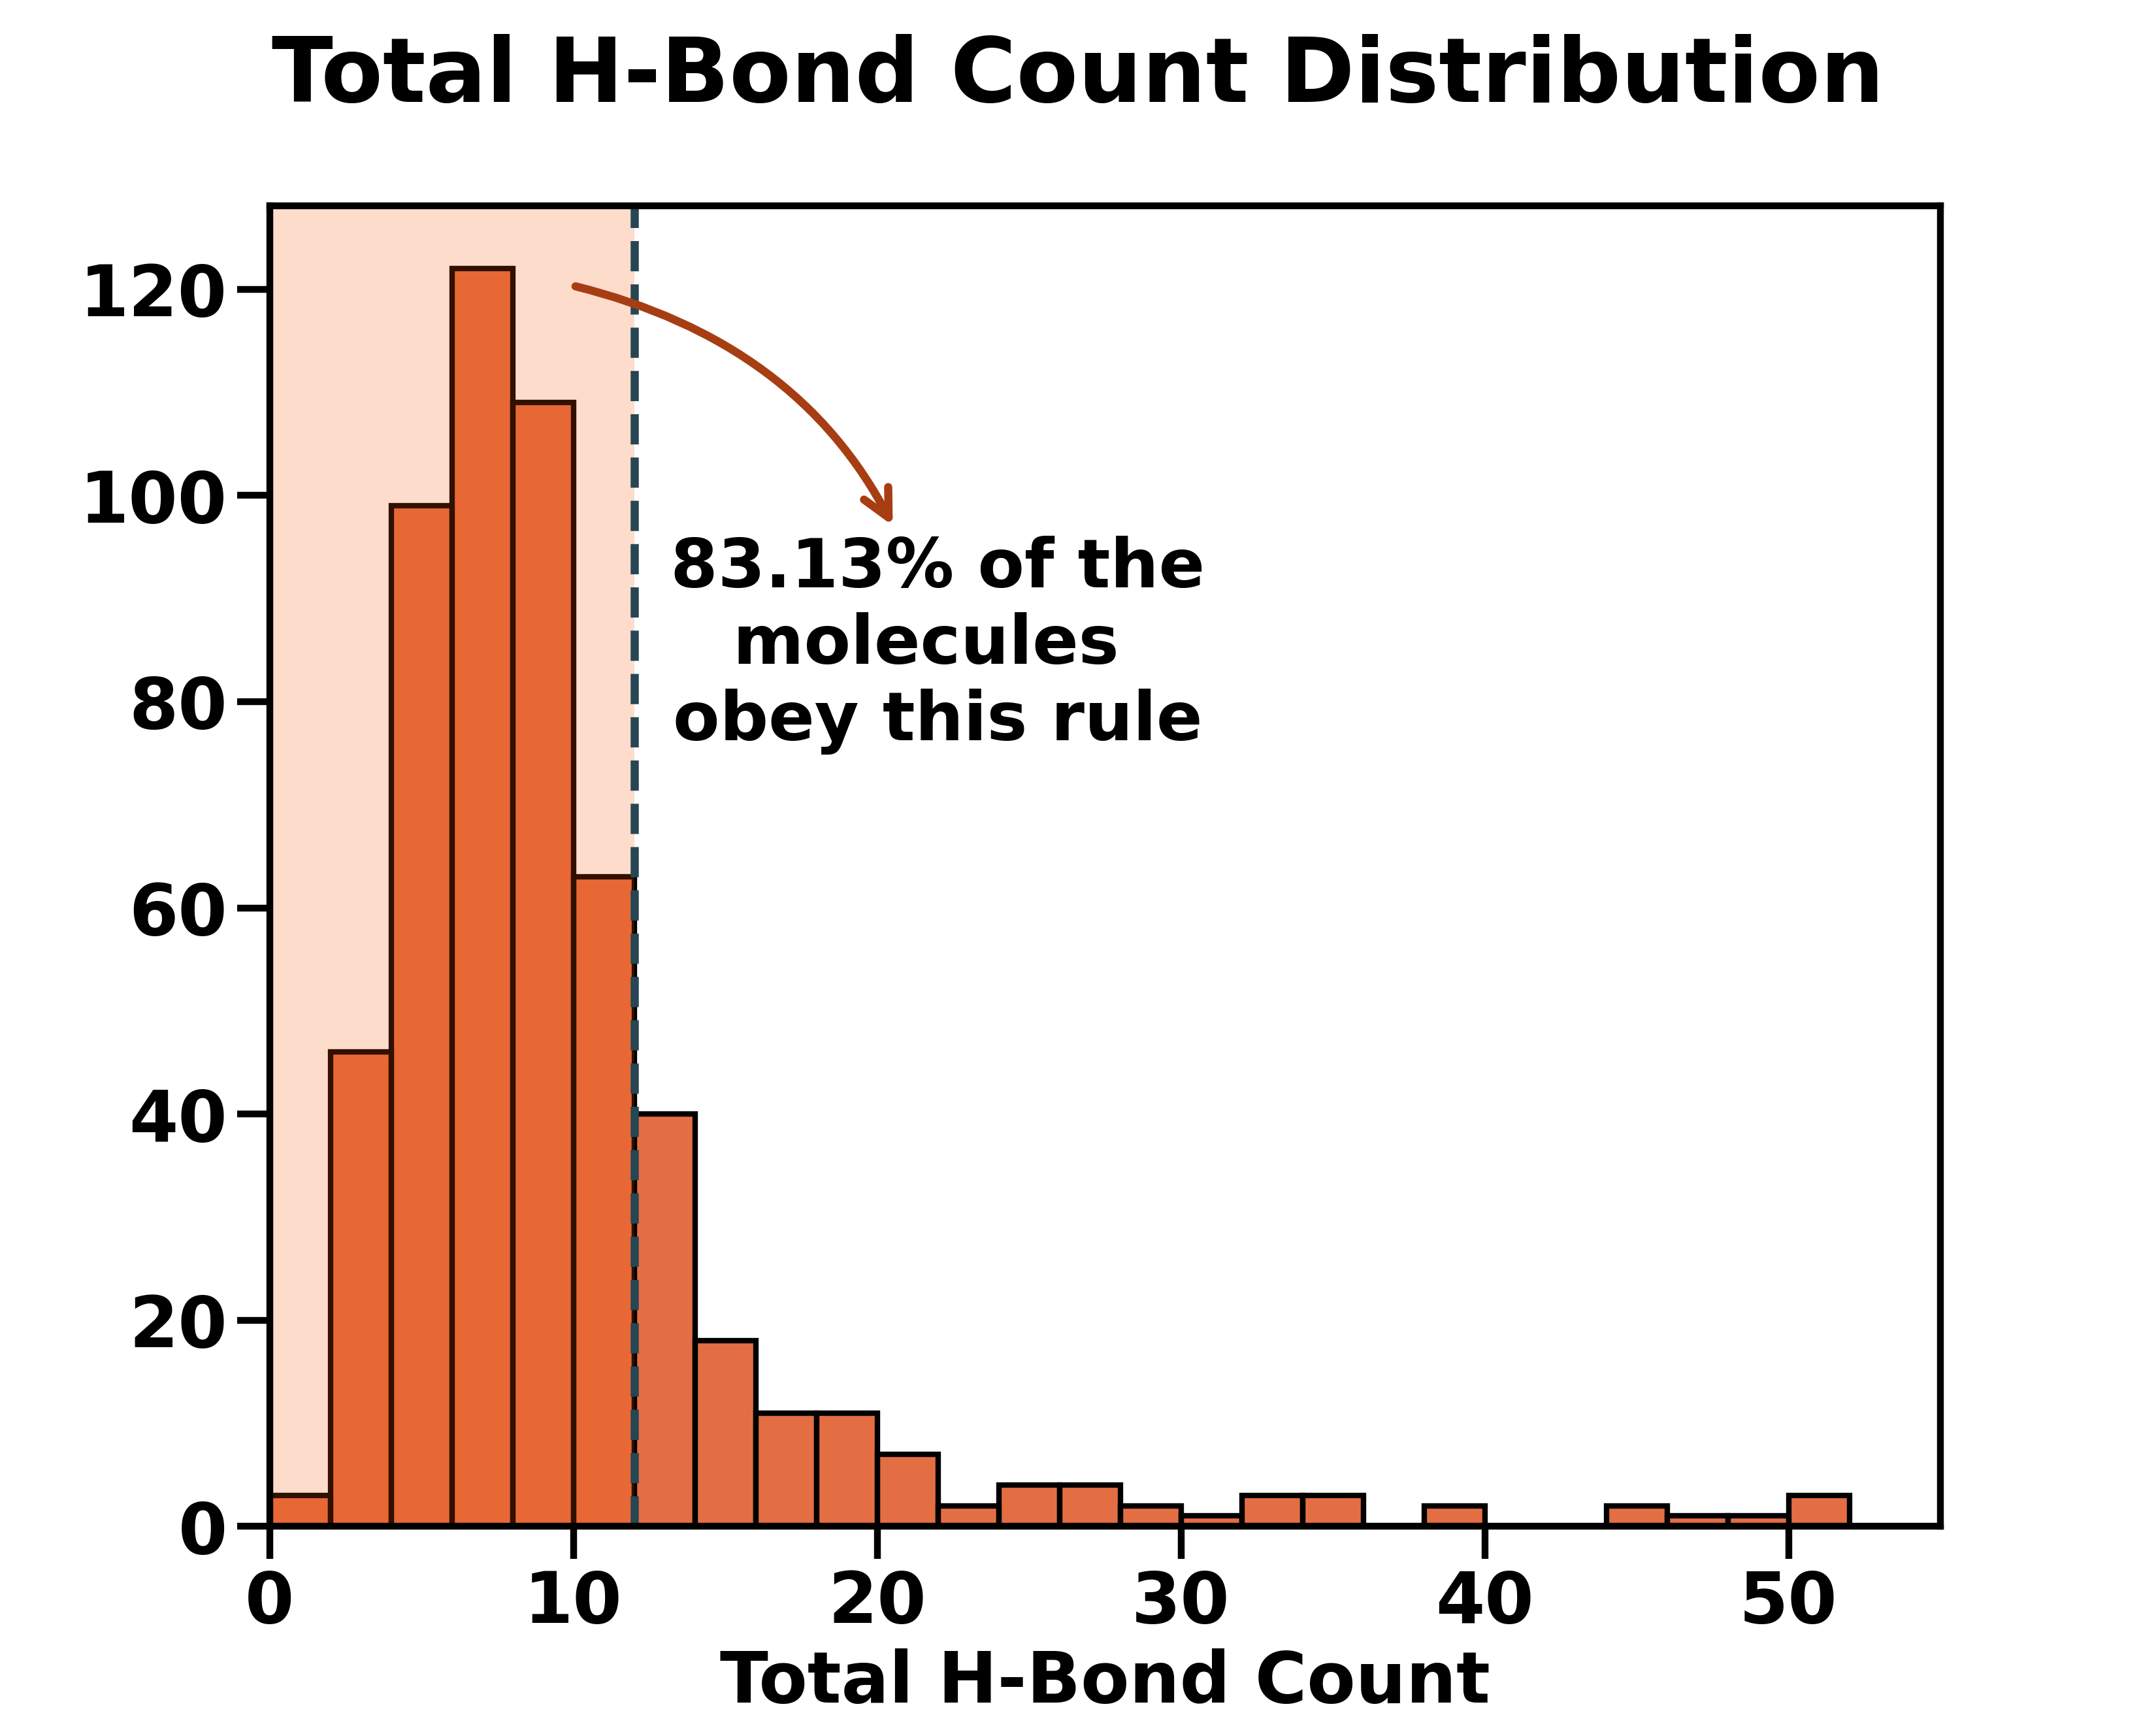 Total H-Bond Count Distribution
120
100
80
60
40
20
0
83.13% of the
molecules
obey this rule
0 10 20 30 40 50
Total H-Bond Count